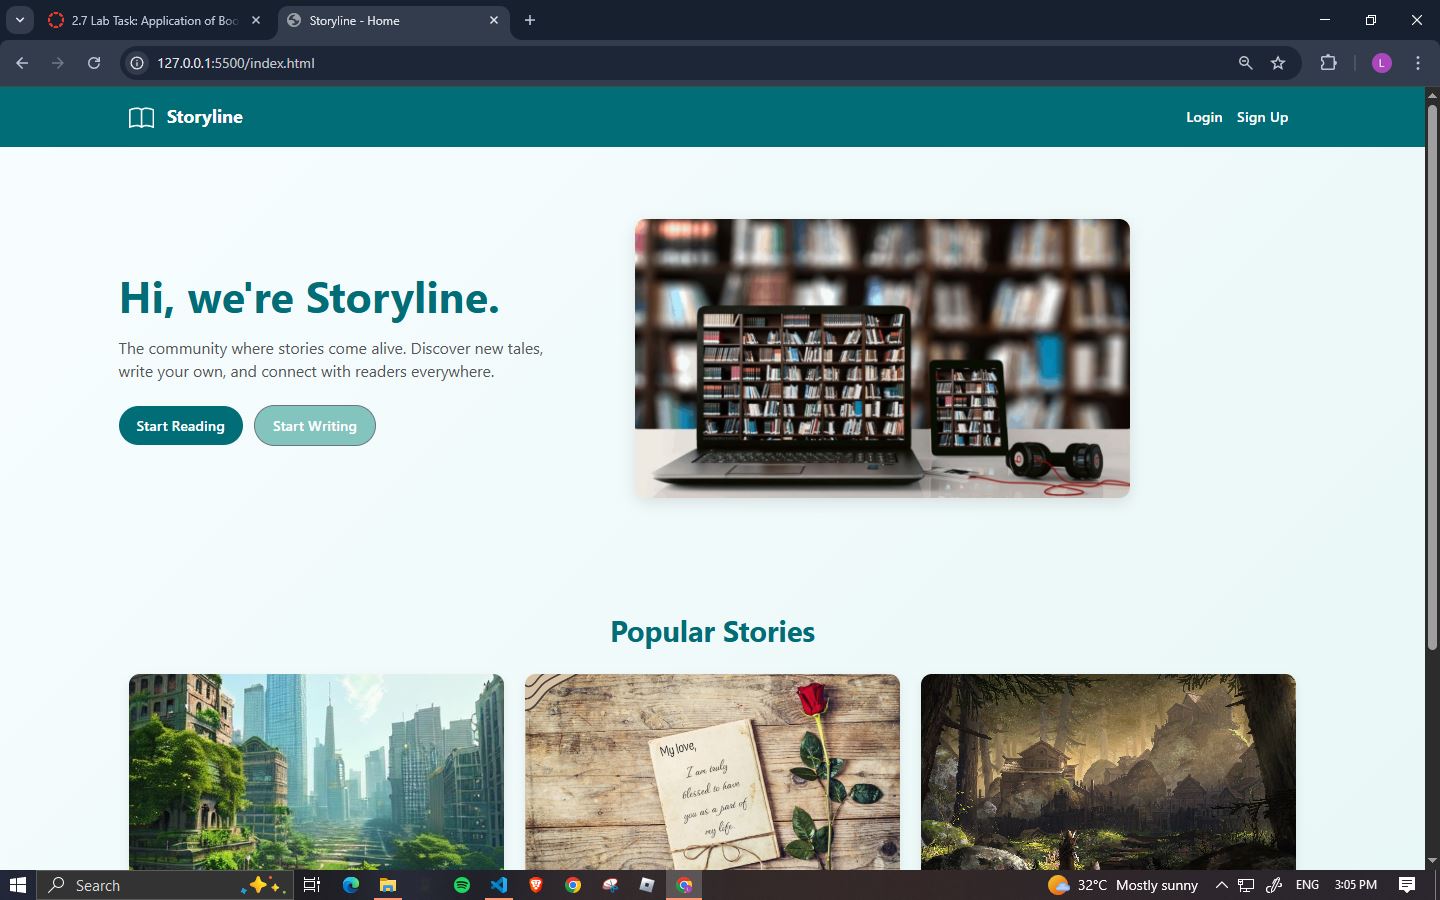 2.7 Lab Task: Application of Boo
Storyline - Home
127.0.0.1:5500/index.html
L
Storyline
Login
Sign Up
Hi, we're Storyline.
The community where stories come alive. Discover new tales,
write your own, and connect with readers everywhere.
Start Reading
Start Writing
Popular Stories
My love,
I am truly
blessed to have
you as a part of
my life.
Search
32°C Mostly sunny
ENG
3:05 PM